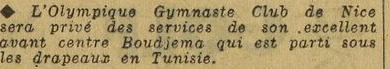 ◆ L'Olympique Gymnaste Club de Nice
sera privé des services de son excellent
avant centre Boudjema qui est parti sous
les drapeaux en Tunisie.